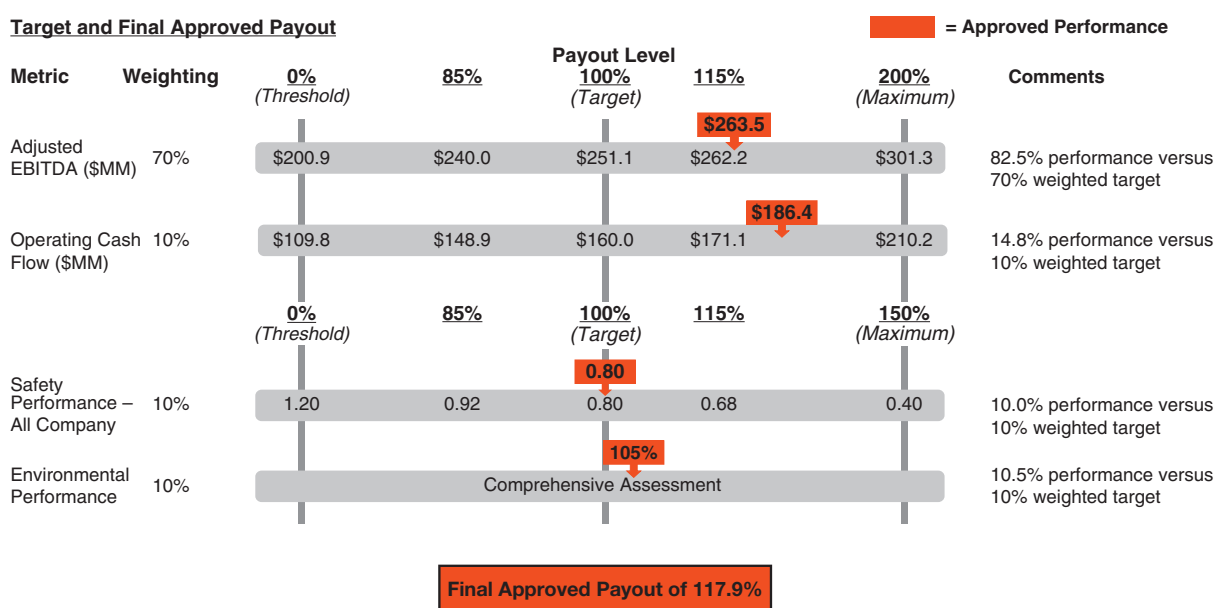 Target and Final Approved Payout
= Approved Performance
Payout Level
Metric Weighting 0% 85% 100% 115% 200% Comments
(Threshold) (Target) (Maximum)
$263.5
Adjusted
EBITDA ($MM) 70% $200.9 $240.0 $251.1 $262.2 $301.3 82.5% performance versus
70% weighted target
$186.4
Operating Cash 10% $109.8 $148.9 $160.0 $171.1 $210.2 14.8% performance versus
Flow ($MM) 10% weighted target
0% 85% 100% 115% 150%
(Threshold) (Target) (Maximum)
0.80
Safety
Performance – 10% 1.20 0.92 0.80 0.68 0.40 10.0% performance versus
All Company 10% weighted target
105%
Environmental 10% Comprehensive Assessment 10.5% performance versus
Performance 10% weighted target
Final Approved Payout of 117.9%